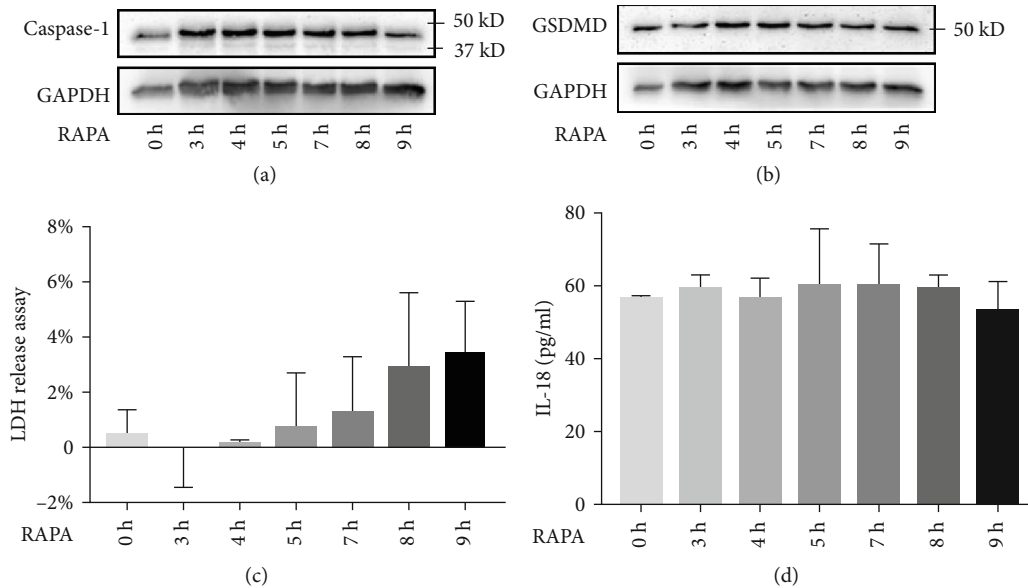 Caspase-1
50 kD
37 kD
GAPDH
RAPA
0 h
3 h
4 h
5 h
7 h
8 h
9 h
(a)
GSDMD
50 kD
GAPDH
RAPA
0 h
3 h
4 h
5 h
7 h
8 h
9 h
(b)
LDH release assay
8%
6%
4%
2%
0
–2%
RAPA
0 h
3 h
4 h
5 h
7 h
8 h
9 h
(c)
IL-18 (pg/ml)
80
60
40
20
0
RAPA
0 h
3 h
4 h
5 h
7 h
8 h
9 h
(d)